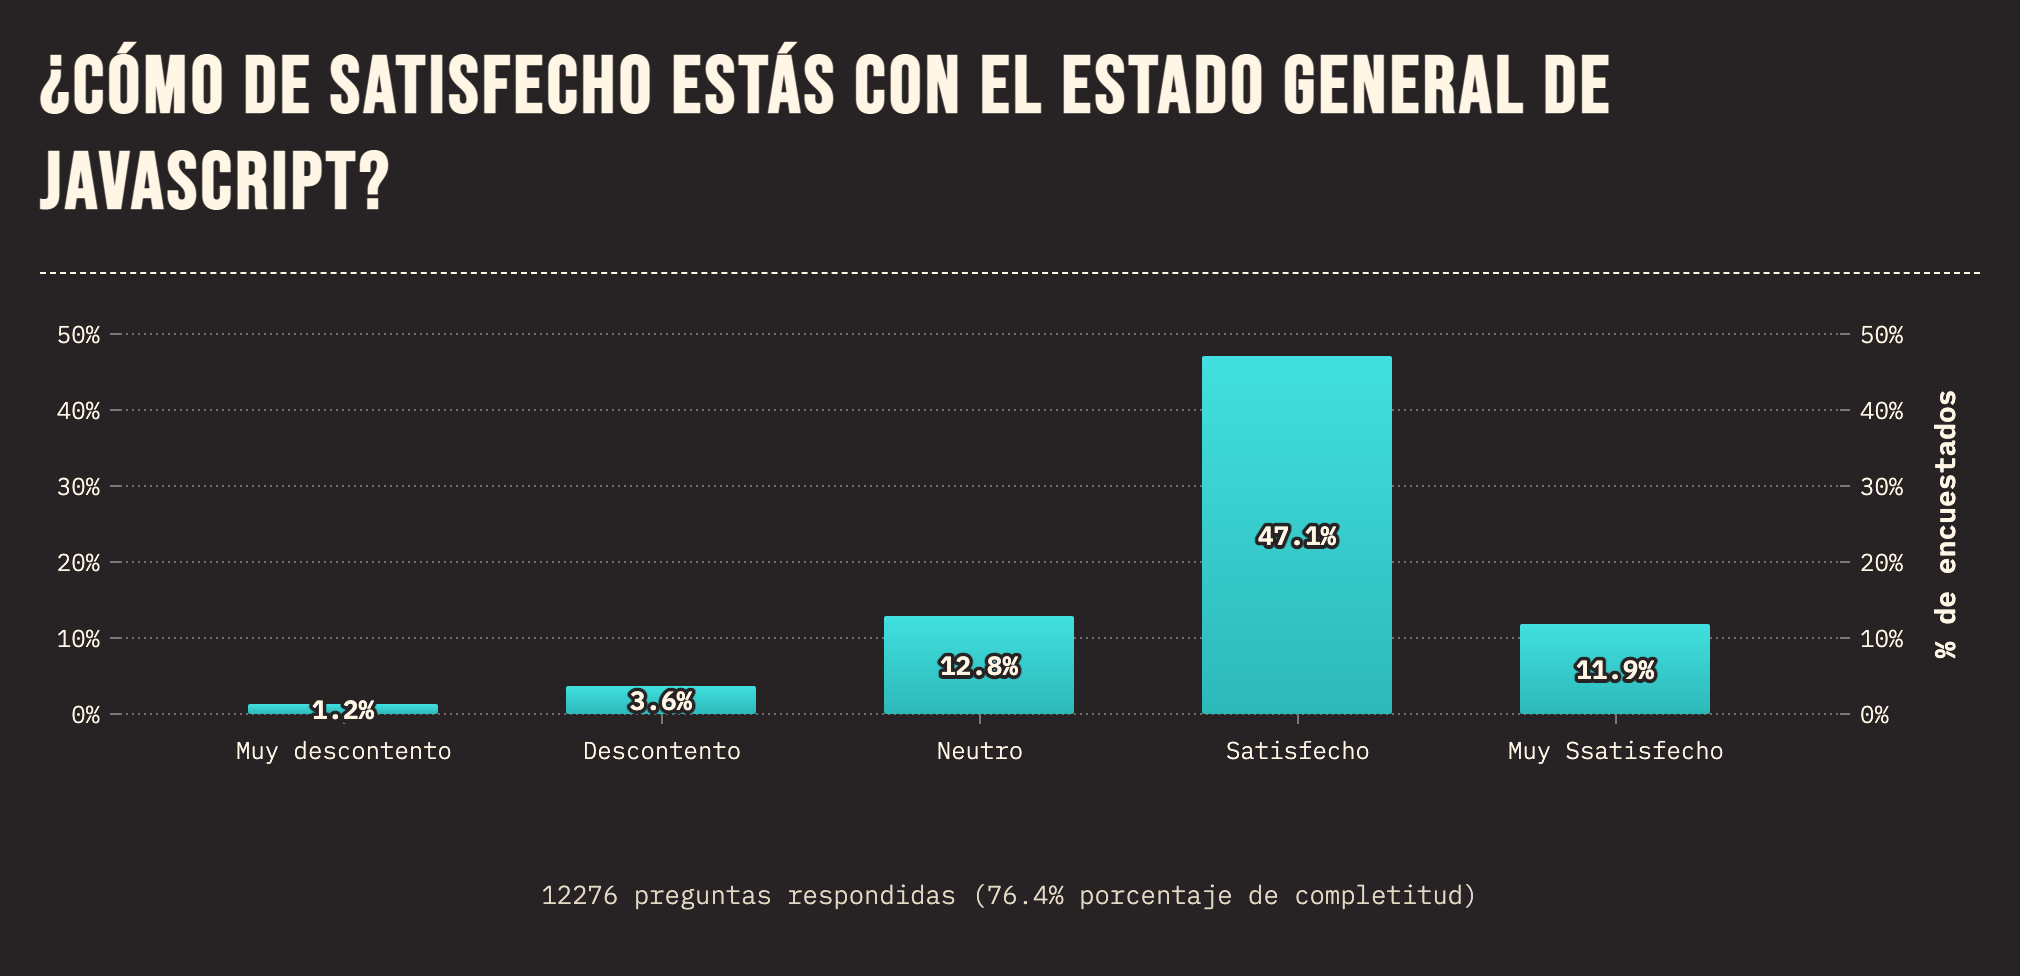 ¿CÓMO DE SATISFECHO ESTÁS CON EL ESTADO GENERAL DE
JAVASCRIPT?
50%
50%
40%
40%
30%
30%
20%
20%
10%
10%
0%
0%
% de encuestados
1.2%
3.6%
12.8%
47.1%
11.9%
Muy descontento
Descontento
Neutro
Satisfecho
Muy Ssatisfecho
12276 preguntas respondidas (76.4% porcentaje de completitud)